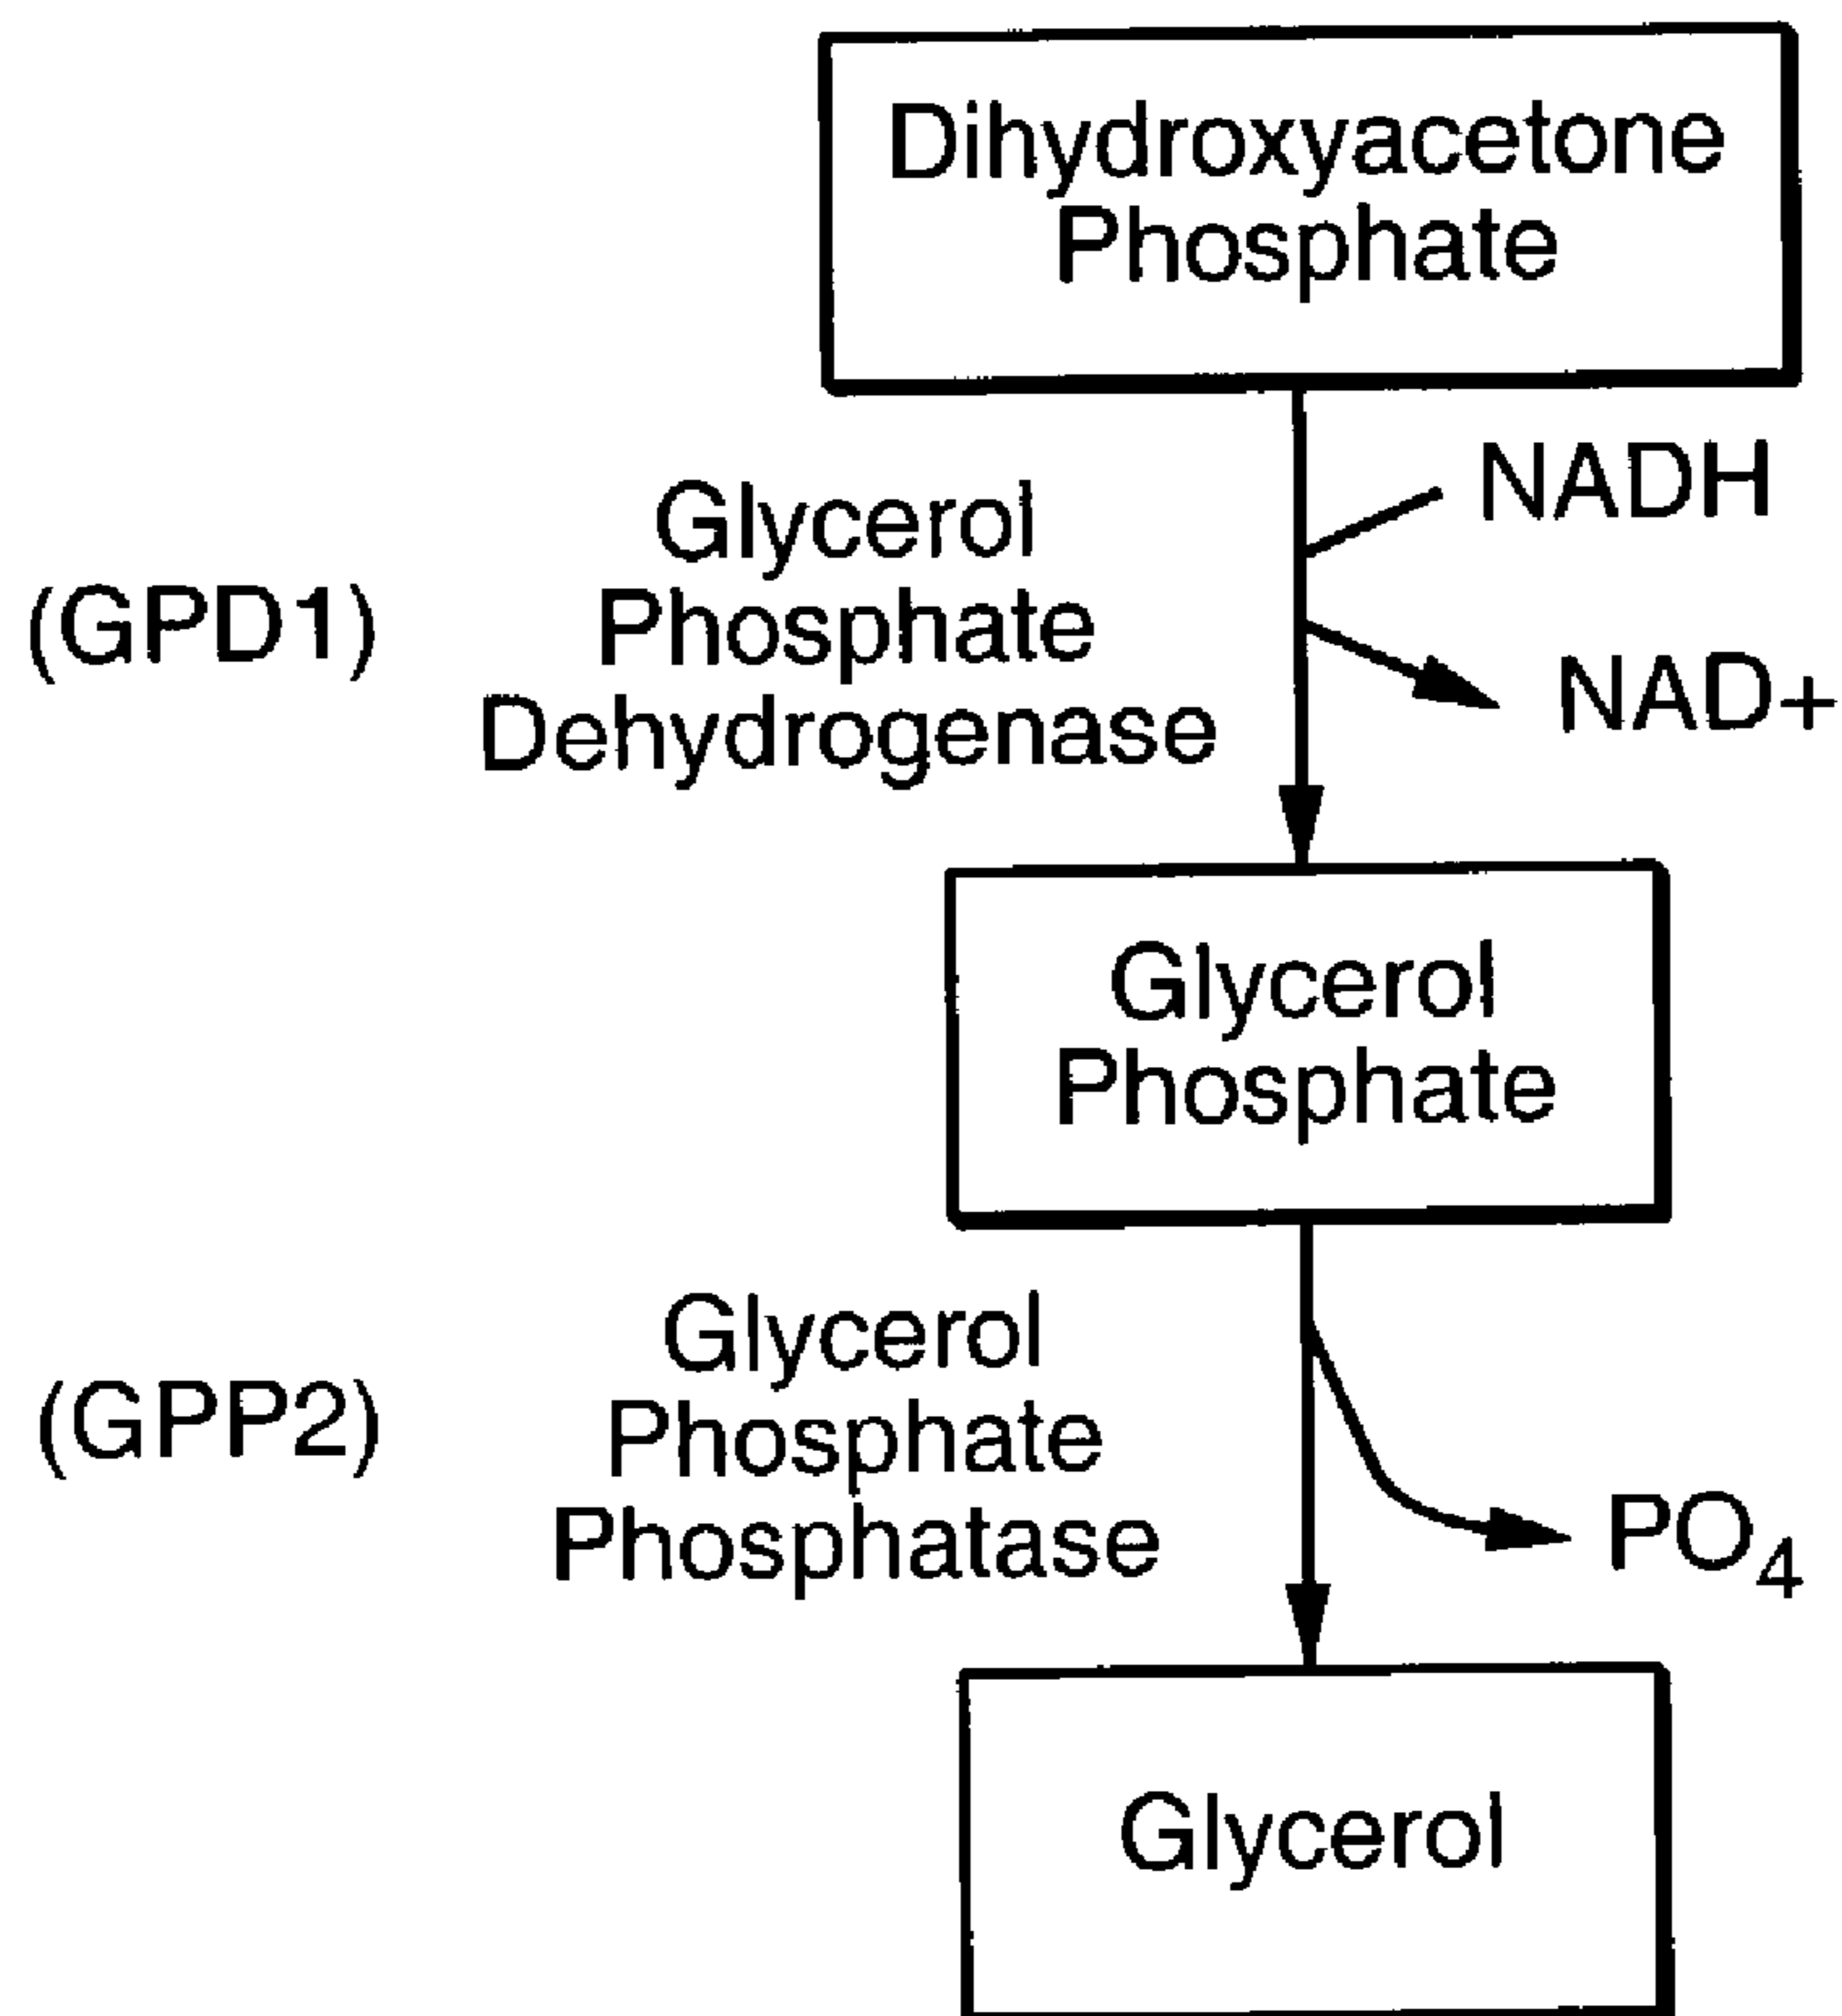 Dihydroxyacetone
Phosphate
NADH
Glycerol
(GPD1) Phosphate
NAD+
Dehydrogenase
Glycerol
Phosphate
Glycerol
(GPP2) Phosphate
Phosphatase
PO4
Glycerol